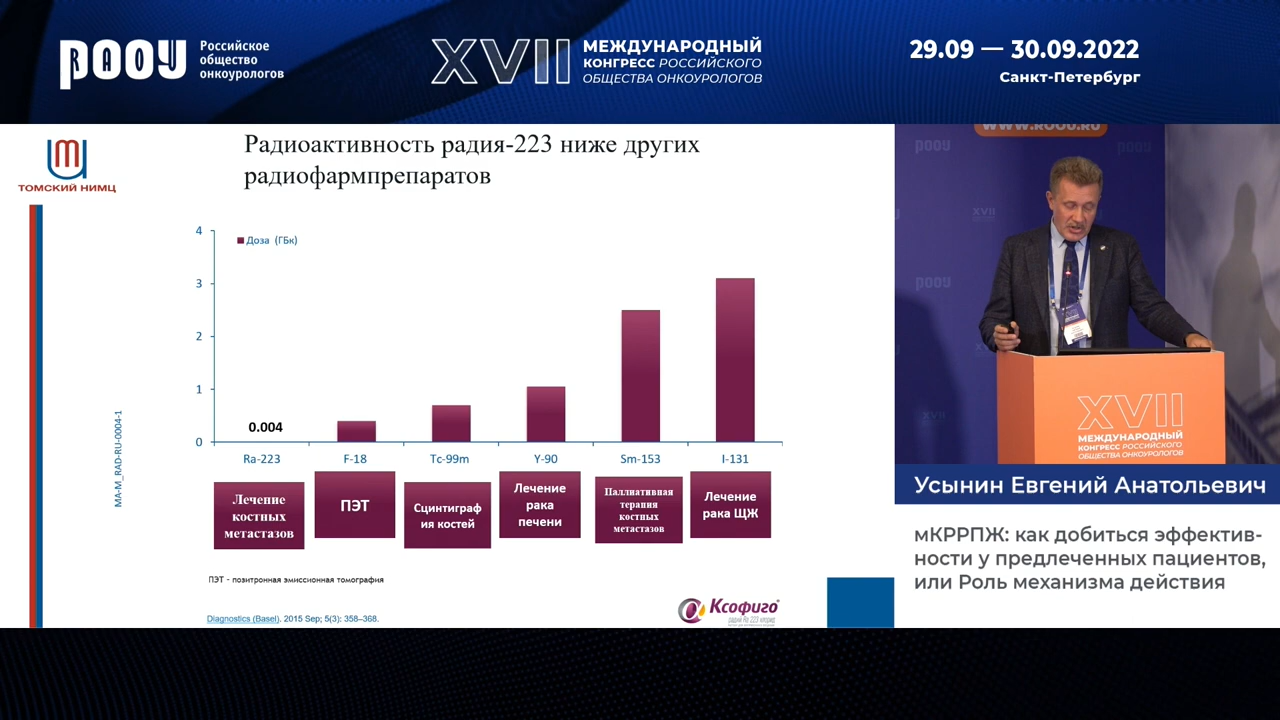 РООУ
Российское
общество
онкоурологов
XVII
МЕЖДУНАРОДНЫЙ
КОНГРЕСС РОССИЙСКОГО
ОБЩЕСТВА ОНКОУРОЛОГОВ
29.09 — 30.09.2022
Санкт-Петербург
ТОМСКИЙ НИМЦ
Радиоактивность радия-223 ниже других
радиофармпрепаратов
MA-M_RAD-RU-0004-1
Доза (ГБк)
4
3
2
1
0
0.004
Ra-223
F-18
Tc-99m
Y-90
Sm-153
I-131
Лечение
костных
метастазов
ПЭТ
Сцинтиграф
ия костей
Лечение
рака
печени
Паллиативная
терапия
костных
метастазов
Лечение
рака ЩЖ
ПЭТ - позитронная эмиссионная томография
Diagnostics (Basel). 2015 Sep; 5(3): 358–368.
Ксофиго
WWW.ROOU.RU
РООУ
XVII
МЕЖДУНАРОДНЫЙ
КОНГРЕСС РОССИЙСКОГО
ОБЩЕСТВА ОНКОУРОЛОГОВ
Усынин Евгений Анатольевич
мКРРПЖ: как добиться эффектив-
ности у предлеченных пациентов,
или Роль механизма действия